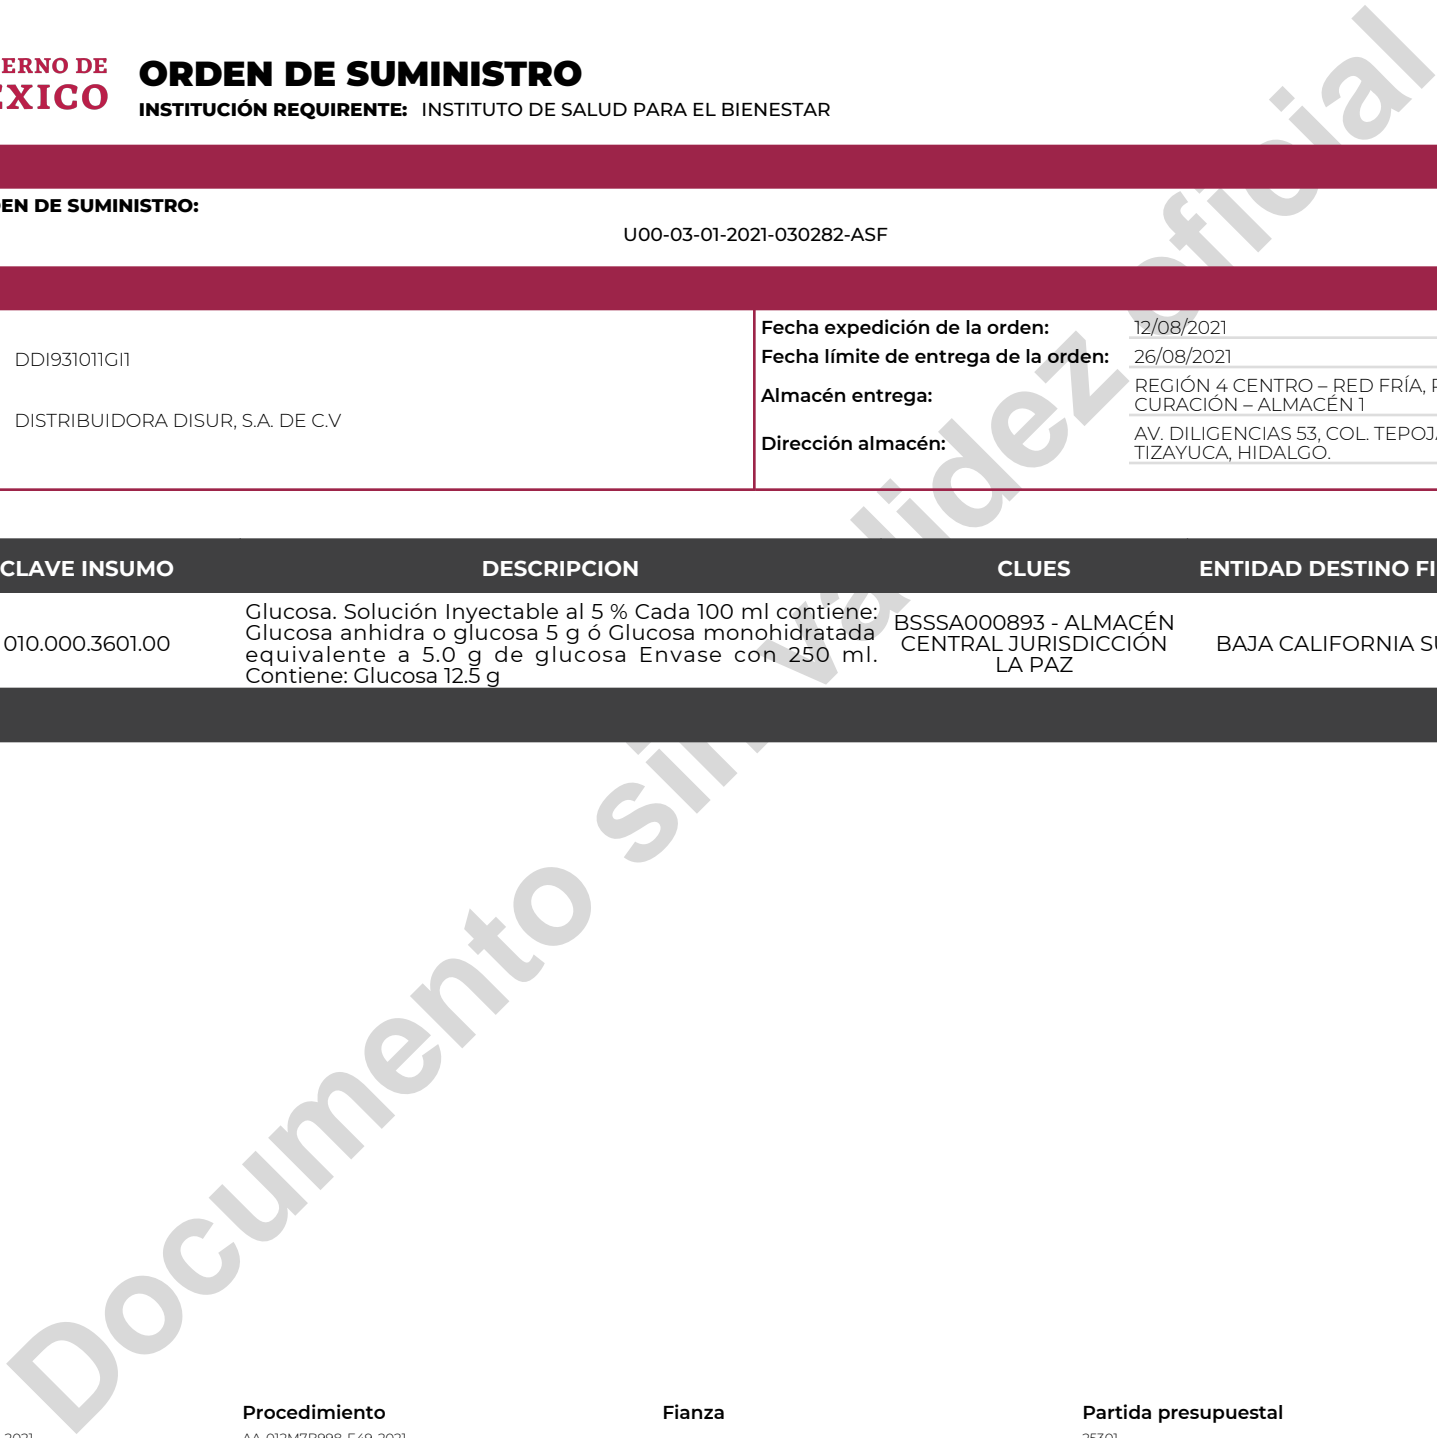 ERNO DE
EXICO
ORDEN DE SUMINISTRO
INSTITUCIÓN REQUIRENTE: INSTITUTO DE SALUD PARA EL BIENESTAR
EN DE SUMINISTRO:
U00-03-01-2021-030282-ASF
DDI931011GI1
DISTRIBUIDORA DISUR, S.A. DE C.V
Fecha expedición de la orden: 12/08/2021
Fecha límite de entrega de la orden: 26/08/2021
Almacén entrega: REGIÓN 4 CENTRO – RED FRÍA,
CURACIÓN – ALMACÉN 1
Dirección almacén: AV. DILIGENCIAS 53, COL. TEPOJ
TIZAYUCA, HIDALGO.
CLAVE INSUMO DESCRIPCION CLUES ENTIDAD DESTINO FI
010.000.3601.00
Glucosa. Solución Inyectable al 5 % Cada 100 ml contiene:
Glucosa anhidra o glucosa 5 g ó Glucosa monohidratada
equivalente a 5.0 g de glucosa Envase con 250 ml.
Contiene: Glucosa 12.5 g
BSSSA000893 - ALMACÉN
CENTRAL JURISDICCIÓN
LA PAZ
BAJA CALIFORNIA S
Documento sin validez oficial
Procedimiento Fianza Partida presupuestal